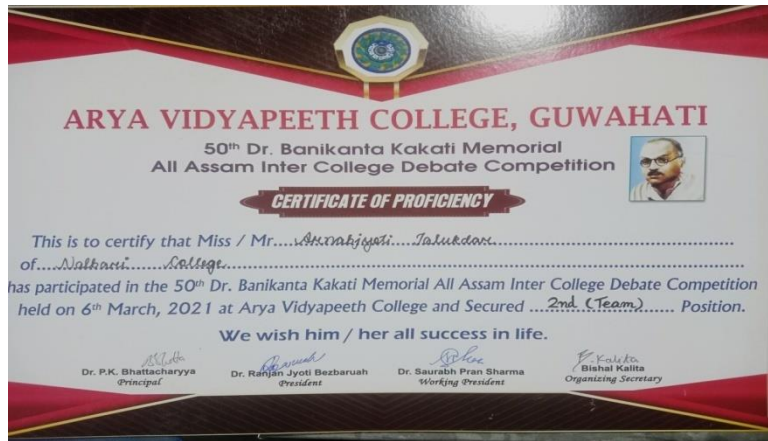 ARYA VIDYAPEETH COLLEGE, GUWAHATI
50th Dr. Banikanta Kakati Memorial
All Assam Inter College Debate Competition
CERTIFICATE OF PROFICIENCY
This is to certify that Miss / Mr....Arnabjyoti Talukdar
of....Nalbari College
has participated in the 50th Dr. Banikanta Kakati Memorial All Assam Inter College Debate Competition
held on 6th March, 2021 at Arya Vidyapeeth College and Secured ....2nd (Team)...... Position.
We wish him / her all success in life.
Dr. P.K. Bhattacharyya
Principal
Dr. Ranjan Jyoti Bezbaruah
President
Dr. Saurabh Pran Sharma
Working President
P. Kalita
Bishal Kalita
Organizing Secretary